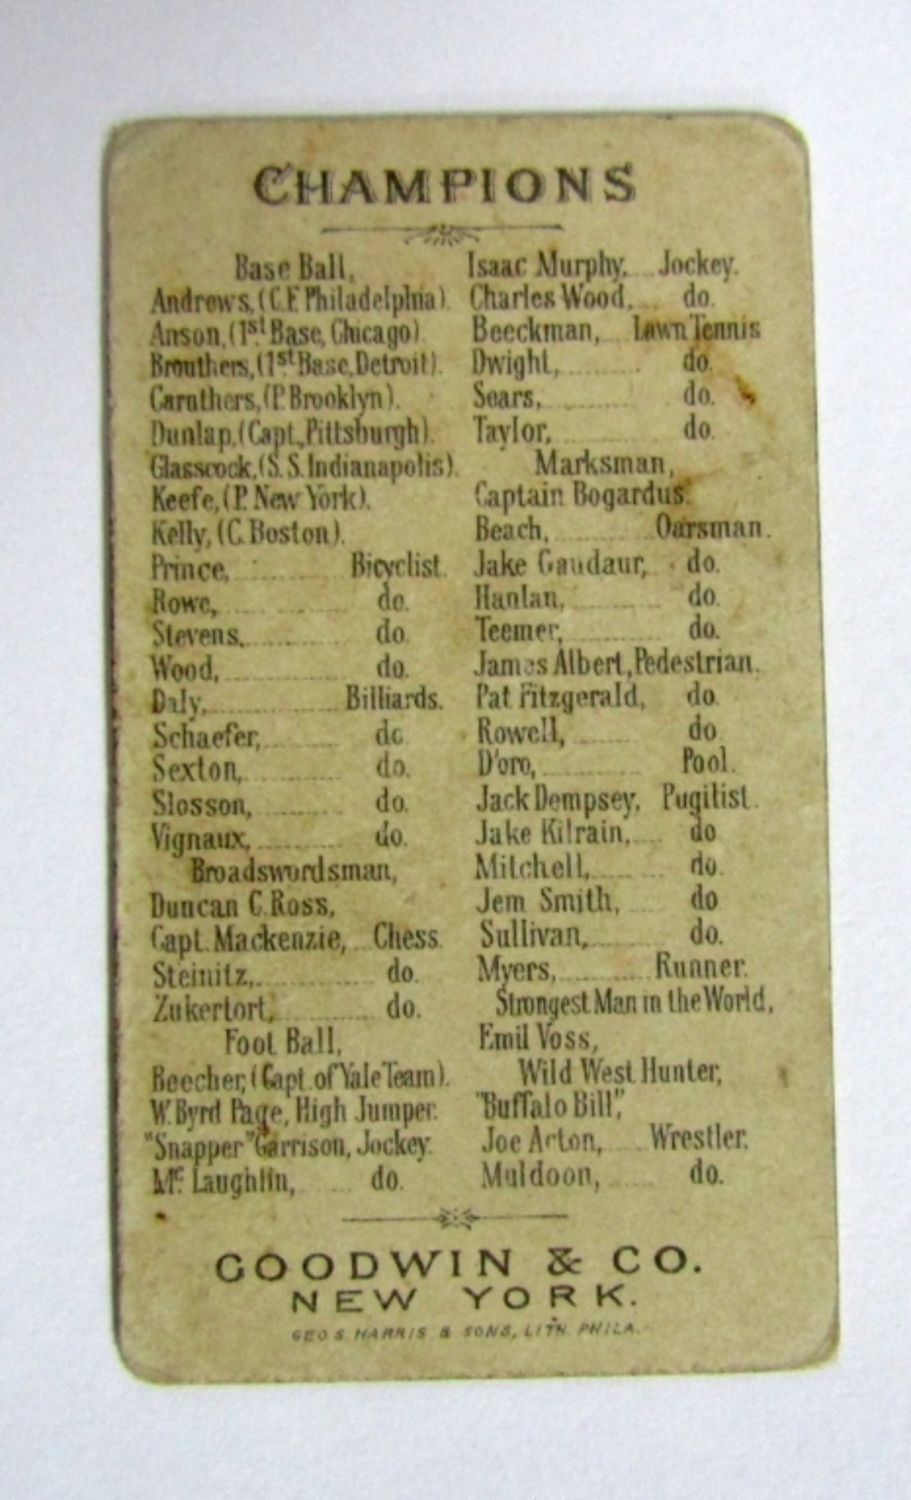 CHAMPIONS
Base Ball,
Andrews, (C.F. Philadelphia).
Anson, (1st Base, Chicago)
Brouthers, (1st Base, Detroit).
Caruthers, (P. Brooklyn).
Dunlap, (Capt., Pittsburgh).
Glasscock, (S.S. Indianapolis).
Keefe, (P. New York).
Kelly, (C. Boston).
Prince, Bicyclist.
Rowe, do.
Stevens, do.
Wood, do.
Daly, Billiards.
Schaefer, do
Sexton, do.
Slosson, do.
Vignaux, do.
Broadswordsman,
Duncan C. Ross,
Capt. Mackenzie, Chess.
Steinitz, do.
Zukertort, do.
Foot Ball,
Beecher, (Capt. of Yale Team).
W. Byrd Page, High Jumper.
"Snapper" Garrison, Jockey.
Mc Laughlin, do.
Isaac Murphy, Jockey.
Charles Wood, do.
Beeckman, Lawn Tennis
Dwight, do.
Sears, do.
Taylor, do.
Marksman,
Captain Bogardus.
Beach, Oarsman.
Jake Gaudaur, do.
Hanlan, do.
Teemer, do.
James Albert, Pedestrian.
Pat Fitzgerald, do.
Rowell, do
D'oro, Pool.
Jack Dempsey, Pugilist.
Jake Kilrain, do
Mitchell, do.
Jem Smith, do
Sullivan, do.
Myers, Runner.
Strongest Man in the World,
Emil Voss,
Wild West Hunter,
"Buffalo Bill",
Joe Acton, Wrestler.
Muldoon, do.
GOODWIN & CO.
NEW YORK.
GEO S. HARRIS & SONS, LITH. PHILA.